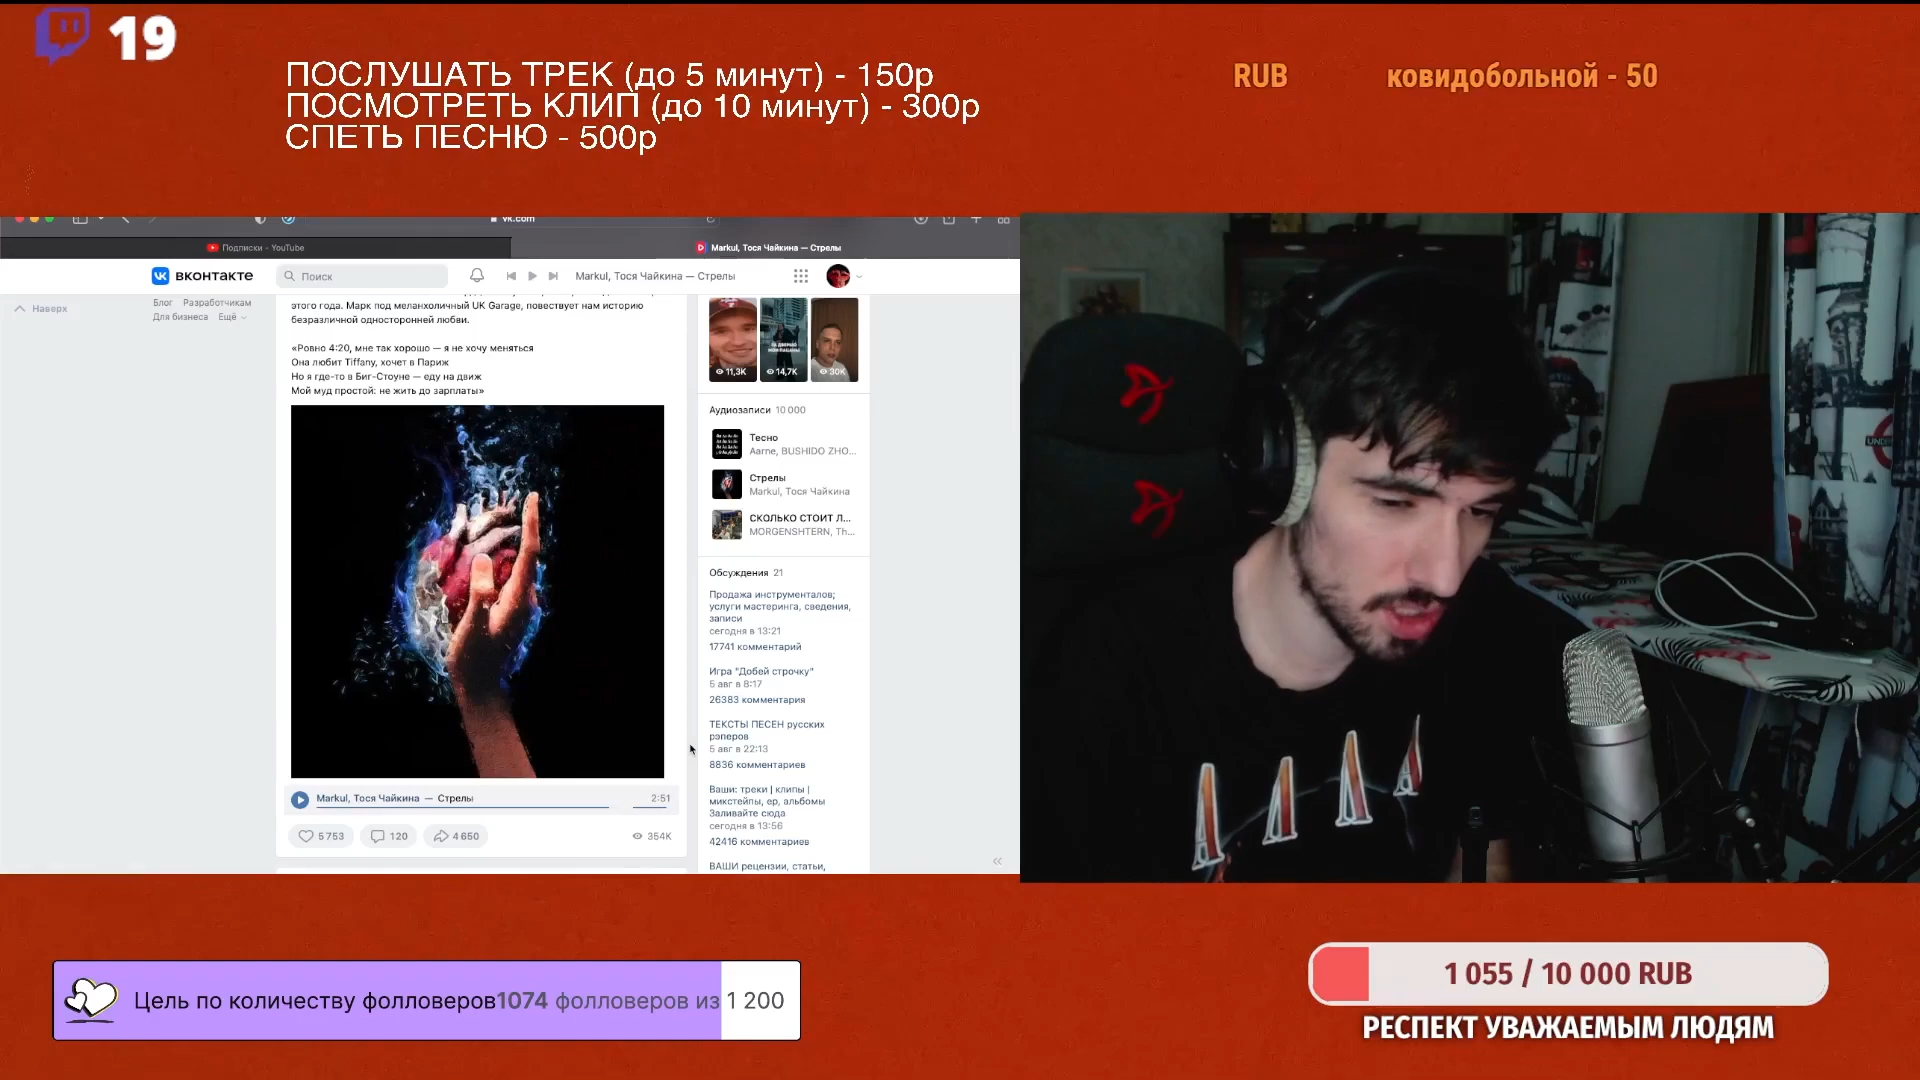 19
ПОСЛУШАТЬ ТРЕК (до 5 минут) - 150р
ПОСМОТРЕТЬ КЛИП (до 10 минут) - 300р
СПЕТЬ ПЕСНЮ - 500р
RUB
ковидобольной - 50
vk.com
Подписки - YouTube
Markul, Тося Чайкина — Стрелы
вконтакте
Поиск
Markul, Тося Чайкина — Стрелы
Наверх
Блог Разработчикам
Для бизнеса Ещё
этого года. Марк под меланхоличный UK Garage, повествует нам историю
безразличной односторонней любви.
«Ровно 4:20, мне так хорошо — я не хочу меняться
Она любит Tiffany, хочет в Париж
Но я где-то в Биг-Стоуне — еду на движ
Мой муд простой: не жить до зарплаты»
Markul, Тося Чайкина — Стрелы
2:51
5 753
120
4 650
354K
11,3K
14,7K
30K
Аудиозаписи 10 000
Тесно
Aarne, BUSHIDO ZHO...
Стрелы
Markul, Тося Чайкина
СКОЛЬКО СТОИТ Л...
MORGENSHTERN, Th...
Обсуждения 21
Продажа инструменталов;
услуги мастеринга, сведения,
записи
сегодня в 13:21
17741 комментарий
Игра "Добей строчку"
5 авг в 8:17
26383 комментария
ТЕКСТЫ ПЕСЕН русских
рэперов
5 авг в 22:13
8836 комментариев
Ваши: треки | клипы |
микстейпы, ep, альбомы
Заливайте сюда
сегодня в 13:56
42416 комментариев
ВАШИ рецензии, статьи,
Цель по количеству фолловеров1074 фолловеров из 1 200
1 055 / 10 000 RUB
РЕСПЕКТ УВАЖАЕМЫМ ЛЮДЯМ